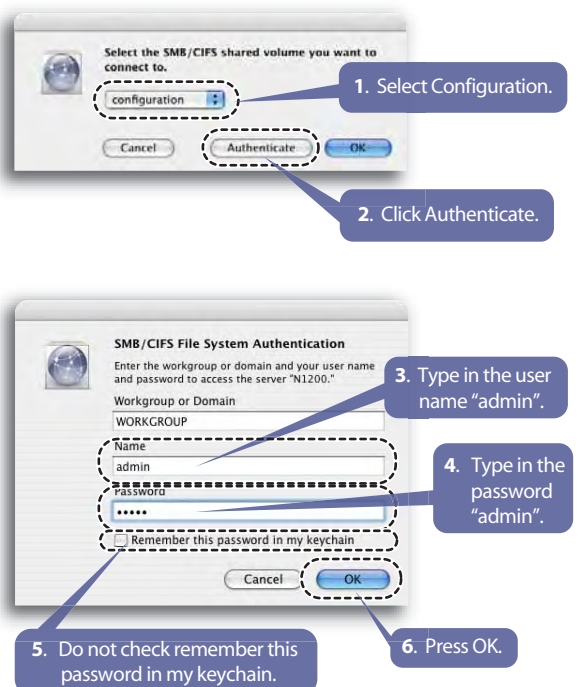 Select the SMB/CIFS shared volume you want to
connect to.
configuration
1. Select Configuration.
Cancel
Authenticate
OK
2. Click Authenticate.
SMB/CIFS File System Authentication
Enter the workgroup or domain and your user name
and password to access the server "N1200."
Workgroup or Domain
WORKGROUP
3. Type in the user
name “admin”.
Name
admin
4. Type in the
password
“admin”.
Password
•••••
Remember this password in my keychain
Cancel
OK
5. Do not check remember this
password in my keychain.
6. Press OK.